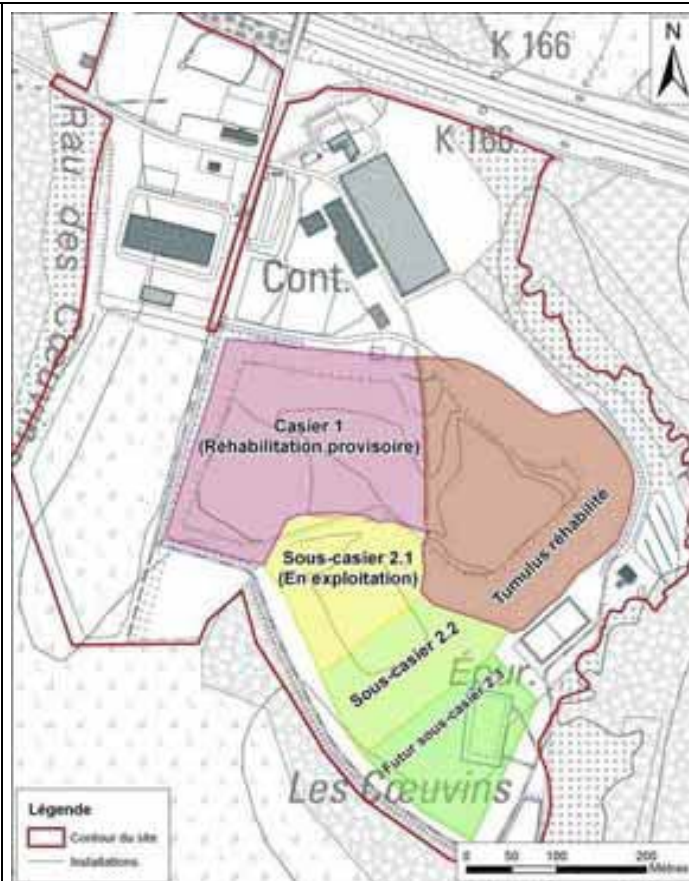 K 166
N
K 166
Rau des Cœuvins
Cont.
Casier 1
(Réhabilitation provisoire)
Tumulus réhabilité
Sous-casier 2.1
(En exploitation)
Sous-casier 2.2
Épur.
Futur sous-casier 2.3
Les Cœuvins
Légende
Contour du site
Installations
0 50 100 200
Mètres